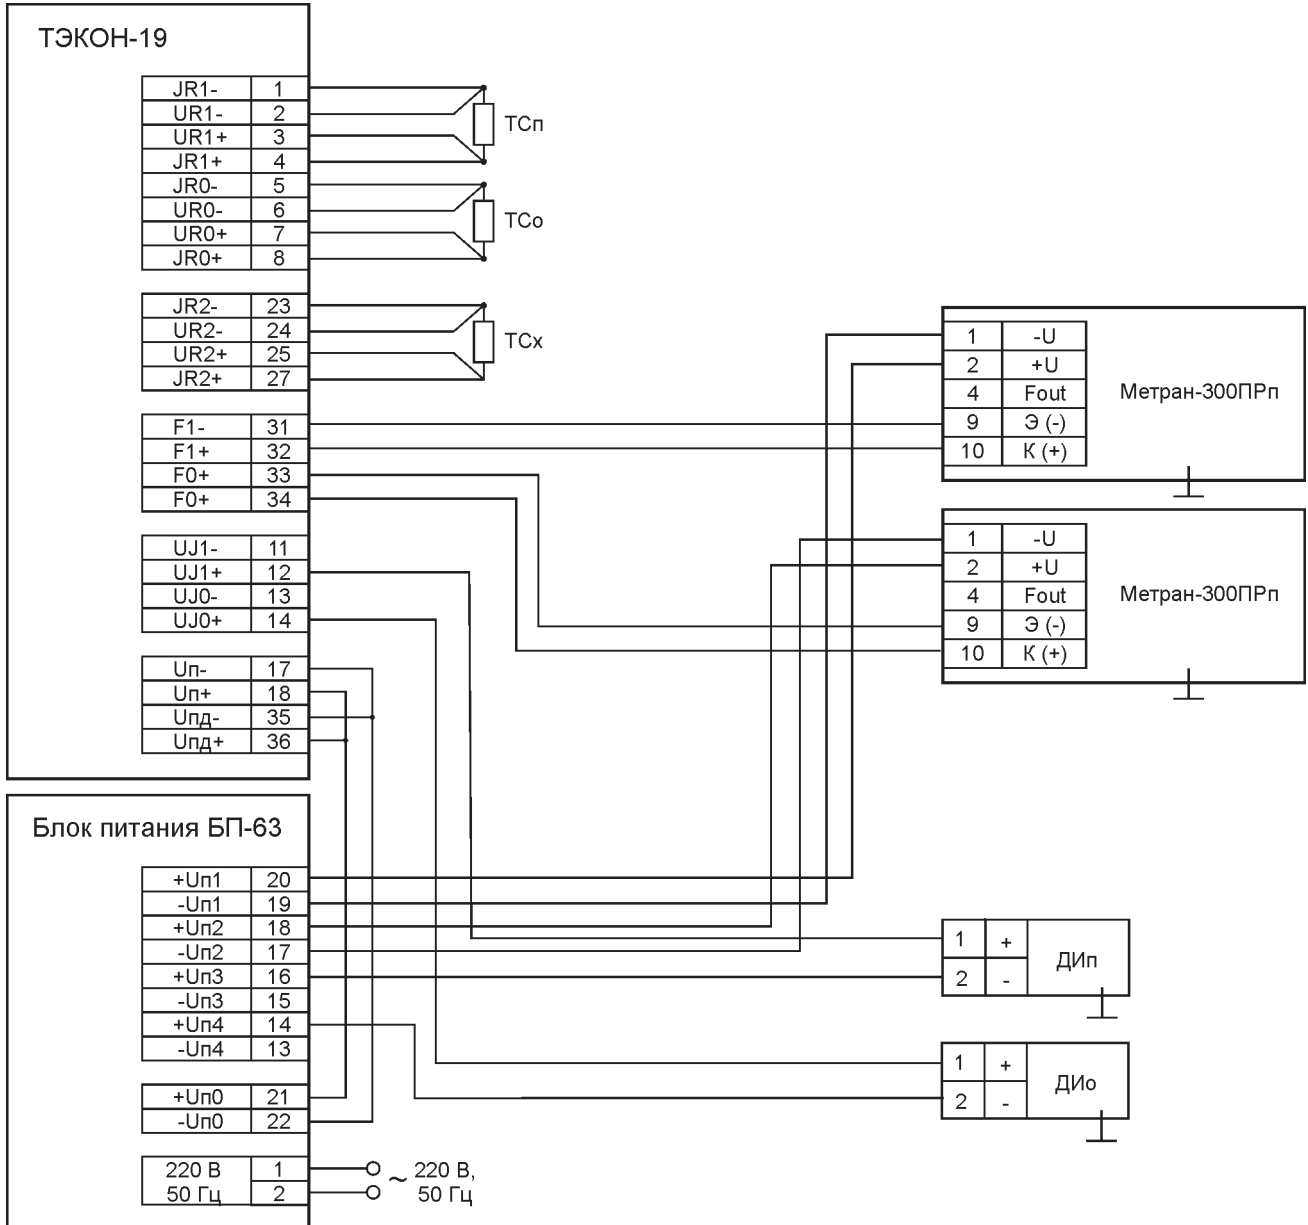 ТЭКОН-19
JR1- 1
UR1- 2
UR1+ 3
JR1+ 4
JR0- 5
UR0- 6
UR0+ 7
JR0+ 8
ТСп
ТСо
JR2- 23
UR2- 24
UR2+ 25
JR2+ 27
ТСх
F1- 31
F1+ 32
F0+ 33
F0+ 34
UJ1- 11
UJ1+ 12
UJ0- 13
UJ0+ 14
Uп- 17
Uп+ 18
Uпд- 35
Uпд+ 36
1 -U
2 +U
4 Fout
9 Э (-)
10 К (+)
Метран-300ПРп
1 -U
2 +U
4 Fout
9 Э (-)
10 К (+)
Метран-300ПРп
Блок питания БП-63
+Uп1 20
-Uп1 19
+Uп2 18
-Uп2 17
+Uп3 16
-Uп3 15
+Uп4 14
-Uп4 13
+Uп0 21
-Uп0 22
220 В 1
50 Гц 2
~ 220 В,
50 Гц
1 +
2 -
ДИп
1 +
2 -
ДИо